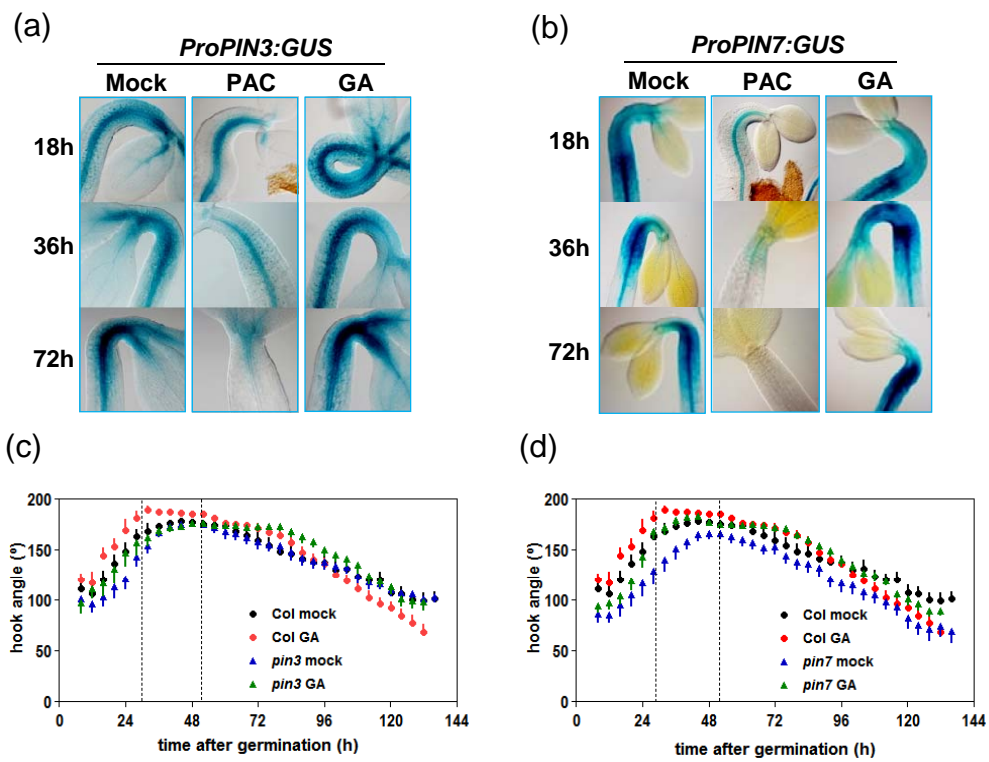 (a)
ProPIN3:GUS
Mock PAC GA
18h
36h
72h
(b)
ProPIN7:GUS
Mock PAC GA
18h
36h
72h
(c)
200
150
100
50
0
hook angle (º)
Col mock
Col GA
pin3 mock
pin3 GA
0 24 48 72 96 120 144
time after germination (h)
(d)
200
150
100
50
0
hook angle (º)
Col mock
Col GA
pin7 mock
pin7 GA
0 24 48 72 96 120 144
time after germination (h)